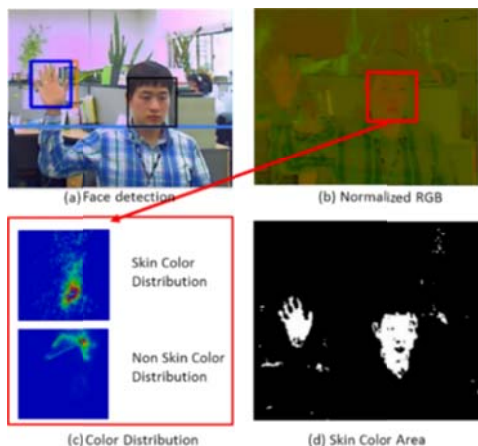 (a) Face detection
(b) Normalized RGB
Skin Color
Distribution
Non Skin Color
Distribution
(c) Color Distribution
(d) Skin Color Area